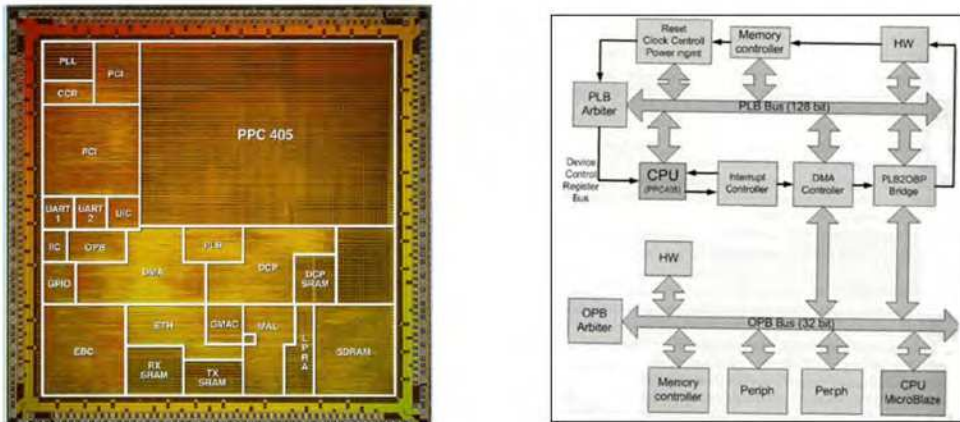 PLL
PCI
CCR
PPC 405
PCI
UART
1
UART
2
UIC
IIC
OPB
PLB
DMA
DCP
GPIO
DCP
SRAM
ETH
GMAC
MAL
EBC
L
P
R
A
SDRAM
RX
SRAM
TX
SRAM
Reset
Clock Controll
Power mgmt
Memory
controller
HW
PLB
Arbiter
PLB Bus (128 bit)
Device
Control
Register
Bus
CPU
(PPC405)
Interrupt
Controller
DMA
Controller
PLB2OBP
Bridge
HW
OPB
Arbiter
OPB Bus (32 bit)
Memory
controller
Periph
Perph
CPU
MicroBlaze